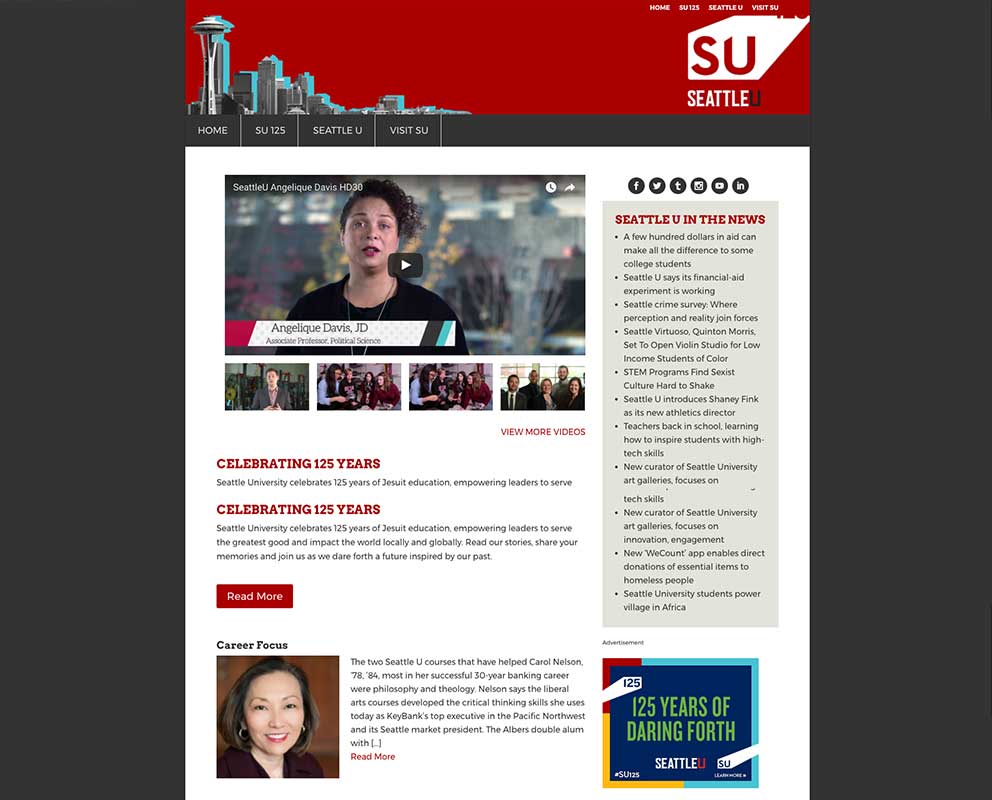 HOME SU 125 SEATTLE U VISIT SU
SU
SEATTLEU
HOME SU 125 SEATTLE U VISIT SU
SeattleU Angelique Davis HD30
Angelique Davis, JD
Associate Professor, Political Science
VIEW MORE VIDEOS
CELEBRATING 125 YEARS
Seattle University celebrates 125 years of Jesuit education, empowering leaders to serve
CELEBRATING 125 YEARS
Seattle University celebrates 125 years of Jesuit education, empowering leaders to serve
the greatest good and impact the world locally and globally. Read our stories, share your
memories and join us as we dare forth a future inspired by our past.
Read More
Career Focus
The two Seattle U courses that have helped Carol Nelson,
'78, '84, most in her successful 30-year banking career
were philosophy and theology. Nelson says the liberal
arts courses developed the critical thinking skills she uses
today as KeyBank's top executive in the Pacific Northwest
and its Seattle market president. The Albers double alum
with [...]
Read More
SEATTLE U IN THE NEWS
• A few hundred dollars in aid can
make all the difference to some
college students
• Seattle U says its financial-aid
experiment is working
• Seattle crime survey: Where
perception and reality join forces
• Seattle Virtuoso, Quinton Morris,
Set To Open Violin Studio for Low
Income Students of Color
• STEM Programs Find Sexist
Culture Hard to Shake
• Seattle U introduces Shaney Fink
as its new athletics director
• Teachers back in school, learning
how to inspire students with high-
tech skills
• New curator of Seattle University
art galleries, focuses on
tech skills
• New curator of Seattle University
art galleries, focuses on
innovation, engagement
• New 'WeCount' app enables direct
donations of essential items to
homeless people
• Seattle University students power
village in Africa
Advertisement
125
125 YEARS OF
DARING FORTH
SEATTLEU SU
#SU125 LEARN MORE »